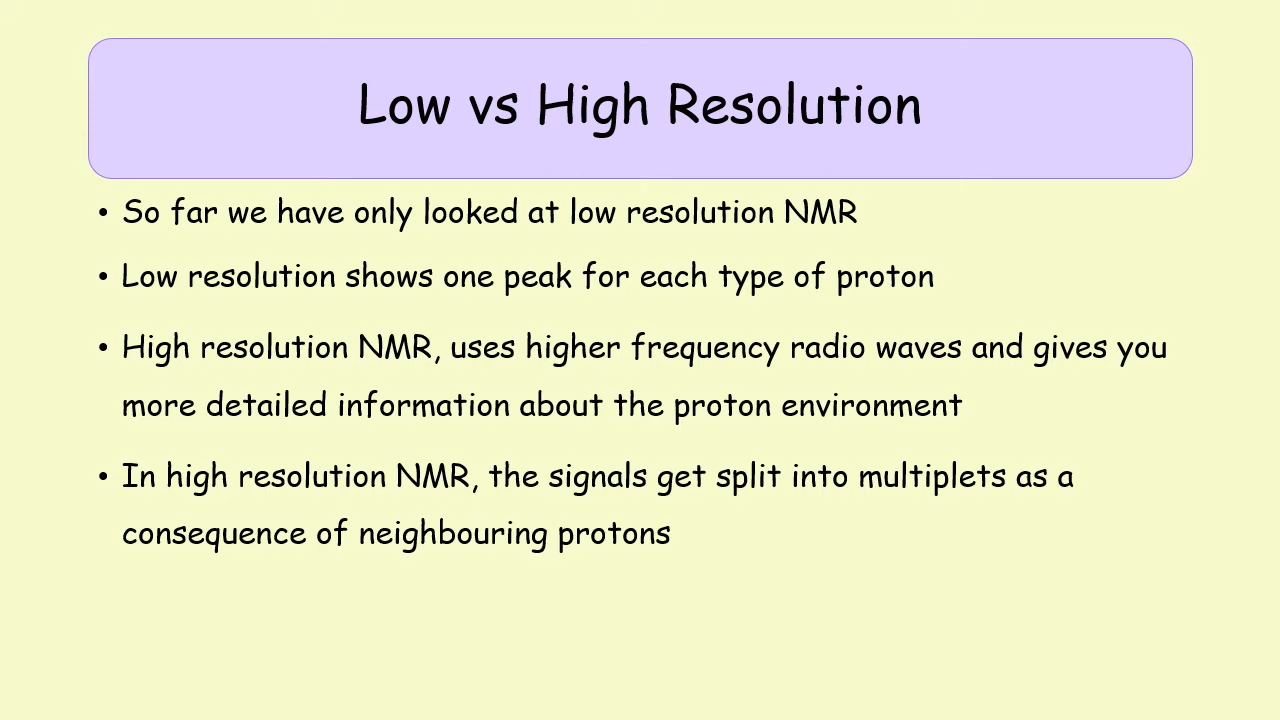 Low vs High Resolution
• So far we have only looked at low resolution NMR
• Low resolution shows one peak for each type of proton
• High resolution NMR, uses higher frequency radio waves and gives you
more detailed information about the proton environment
• In high resolution NMR, the signals get split into multiplets as a
consequence of neighbouring protons